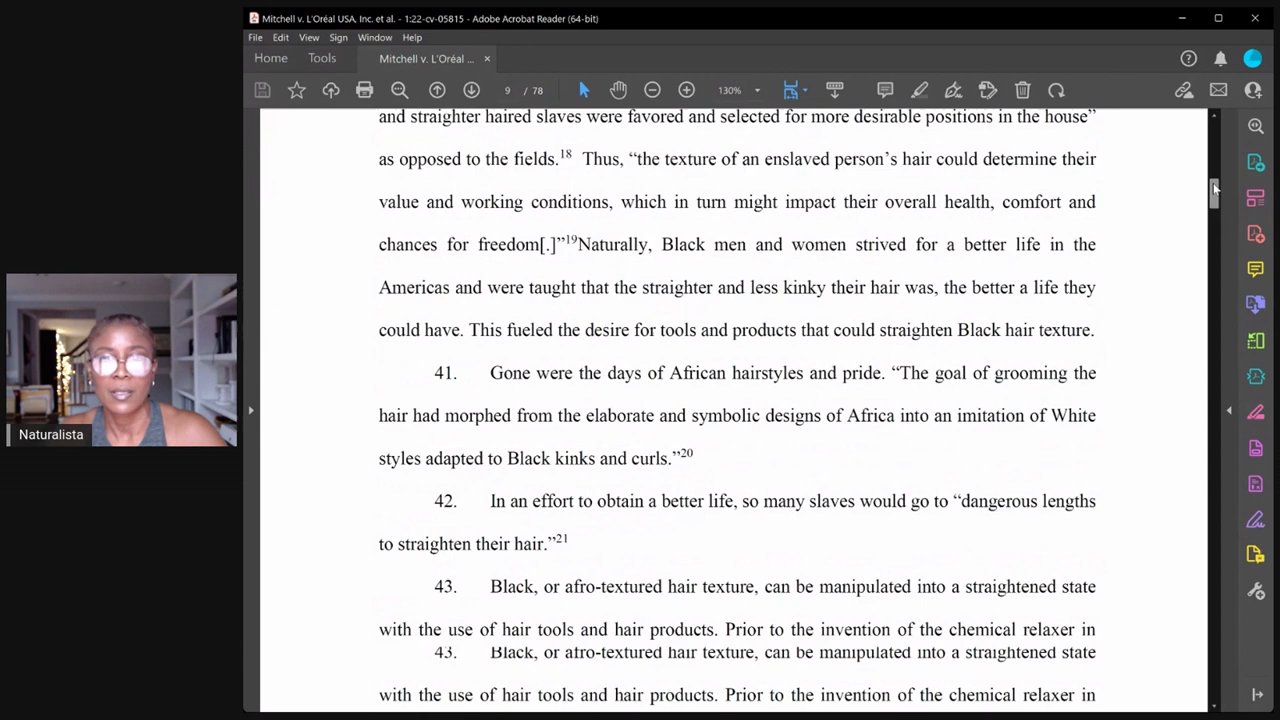 Mitchell v. L'Oréal USA, Inc. et al. - 1:22-cv-05815 - Adobe Acrobat Reader (64-bit)
File Edit View Sign Window Help
Home Tools Mitchell v. L'Oréal ... ×
9 / 78 130%
and straighter haired slaves were favored and selected for more desirable positions in the house”
as opposed to the fields.18 Thus, “the texture of an enslaved person’s hair could determine their
value and working conditions, which in turn might impact their overall health, comfort and
chances for freedom[.]”19Naturally, Black men and women strived for a better life in the
Americas and were taught that the straighter and less kinky their hair was, the better a life they
could have. This fueled the desire for tools and products that could straighten Black hair texture.
41. Gone were the days of African hairstyles and pride. “The goal of grooming the
hair had morphed from the elaborate and symbolic designs of Africa into an imitation of White
styles adapted to Black kinks and curls.”20
42. In an effort to obtain a better life, so many slaves would go to “dangerous lengths
to straighten their hair.”21
43. Black, or afro-textured hair texture, can be manipulated into a straightened state
with the use of hair tools and hair products. Prior to the invention of the chemical relaxer in
43. Black, or afro-textured hair texture, can be manipulated into a straightened state
with the use of hair tools and hair products. Prior to the invention of the chemical relaxer in
Naturalista